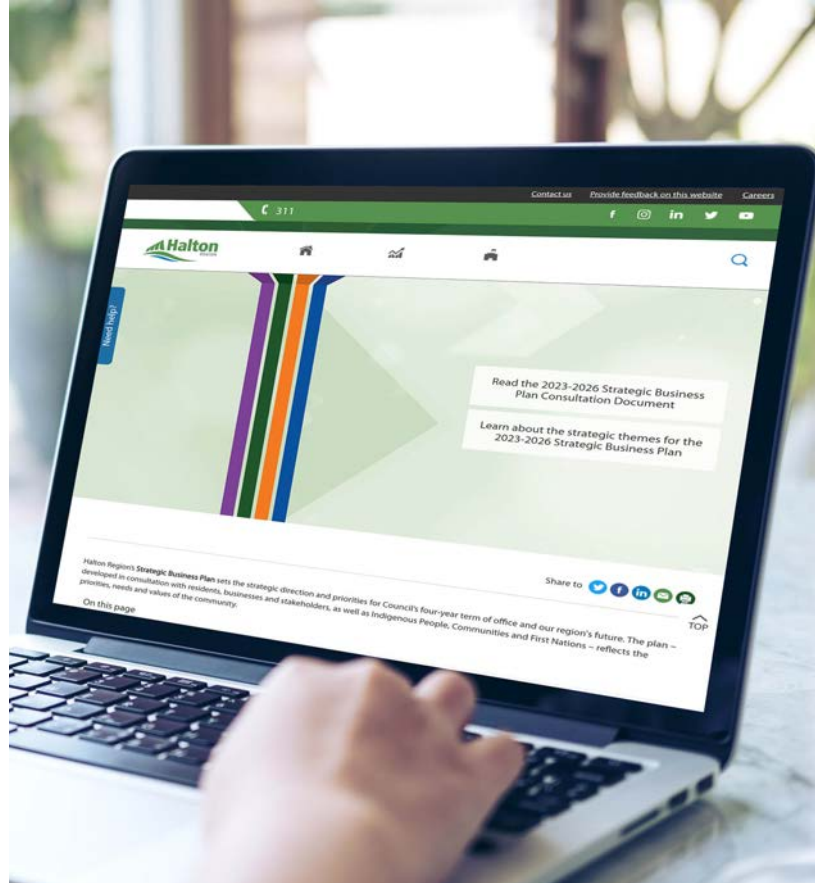 Contact us Provide feedback on this website Careers
311
Halton
REGION
Need help?
Read the 2023-2026 Strategic Business
Plan Consultation Document
Learn about the strategic themes for the
2023-2026 Strategic Business Plan
Share to
TOP
Halton Region's Strategic Business Plan sets the strategic direction and priorities for Council's four-year term of office and our region's future. The plan –
developed in consultation with residents, businesses and stakeholders, as well as Indigenous People, Communities and First Nations – reflects the
priorities, needs and values of the community.
On this page